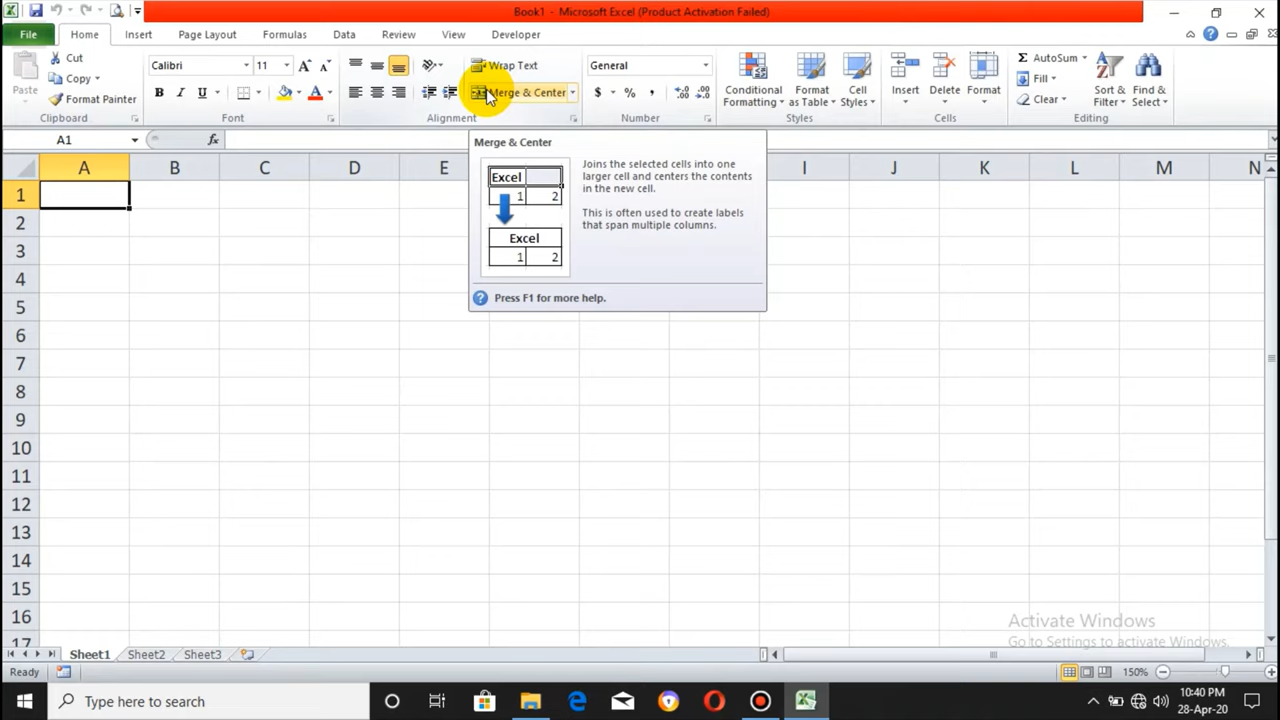 Book1 - Microsoft Excel (Product Activation Failed)
File Home Insert Page Layout Formulas Data Review View Developer
Paste
Cut
Copy
Format Painter
Clipboard
Calibri 11
B I U
Font
Wrap Text
Merge & Center
Alignment
General
$ % ,
Number
Conditional Formatting
Format as Table
Cell Styles
Styles
Insert Delete Format
Cells
Σ AutoSum
Fill
Clear
Sort & Filter
Find & Select
Editing
A1 fx
A B C D E I J K L M N
Merge & Center
Excel
1 2
Excel
1 2
Joins the selected cells into one
larger cell and centers the contents
in the new cell.
This is often used to create labels
that span multiple columns.
Press F1 for more help.
1
2
3
4
5
6
7
8
9
10
11
12
13
14
15
16
17
Activate Windows
Go to Settings to activate Windows.
Sheet1 Sheet2 Sheet3
Ready 150%
Type here to search
10:40 PM
28-Apr-20